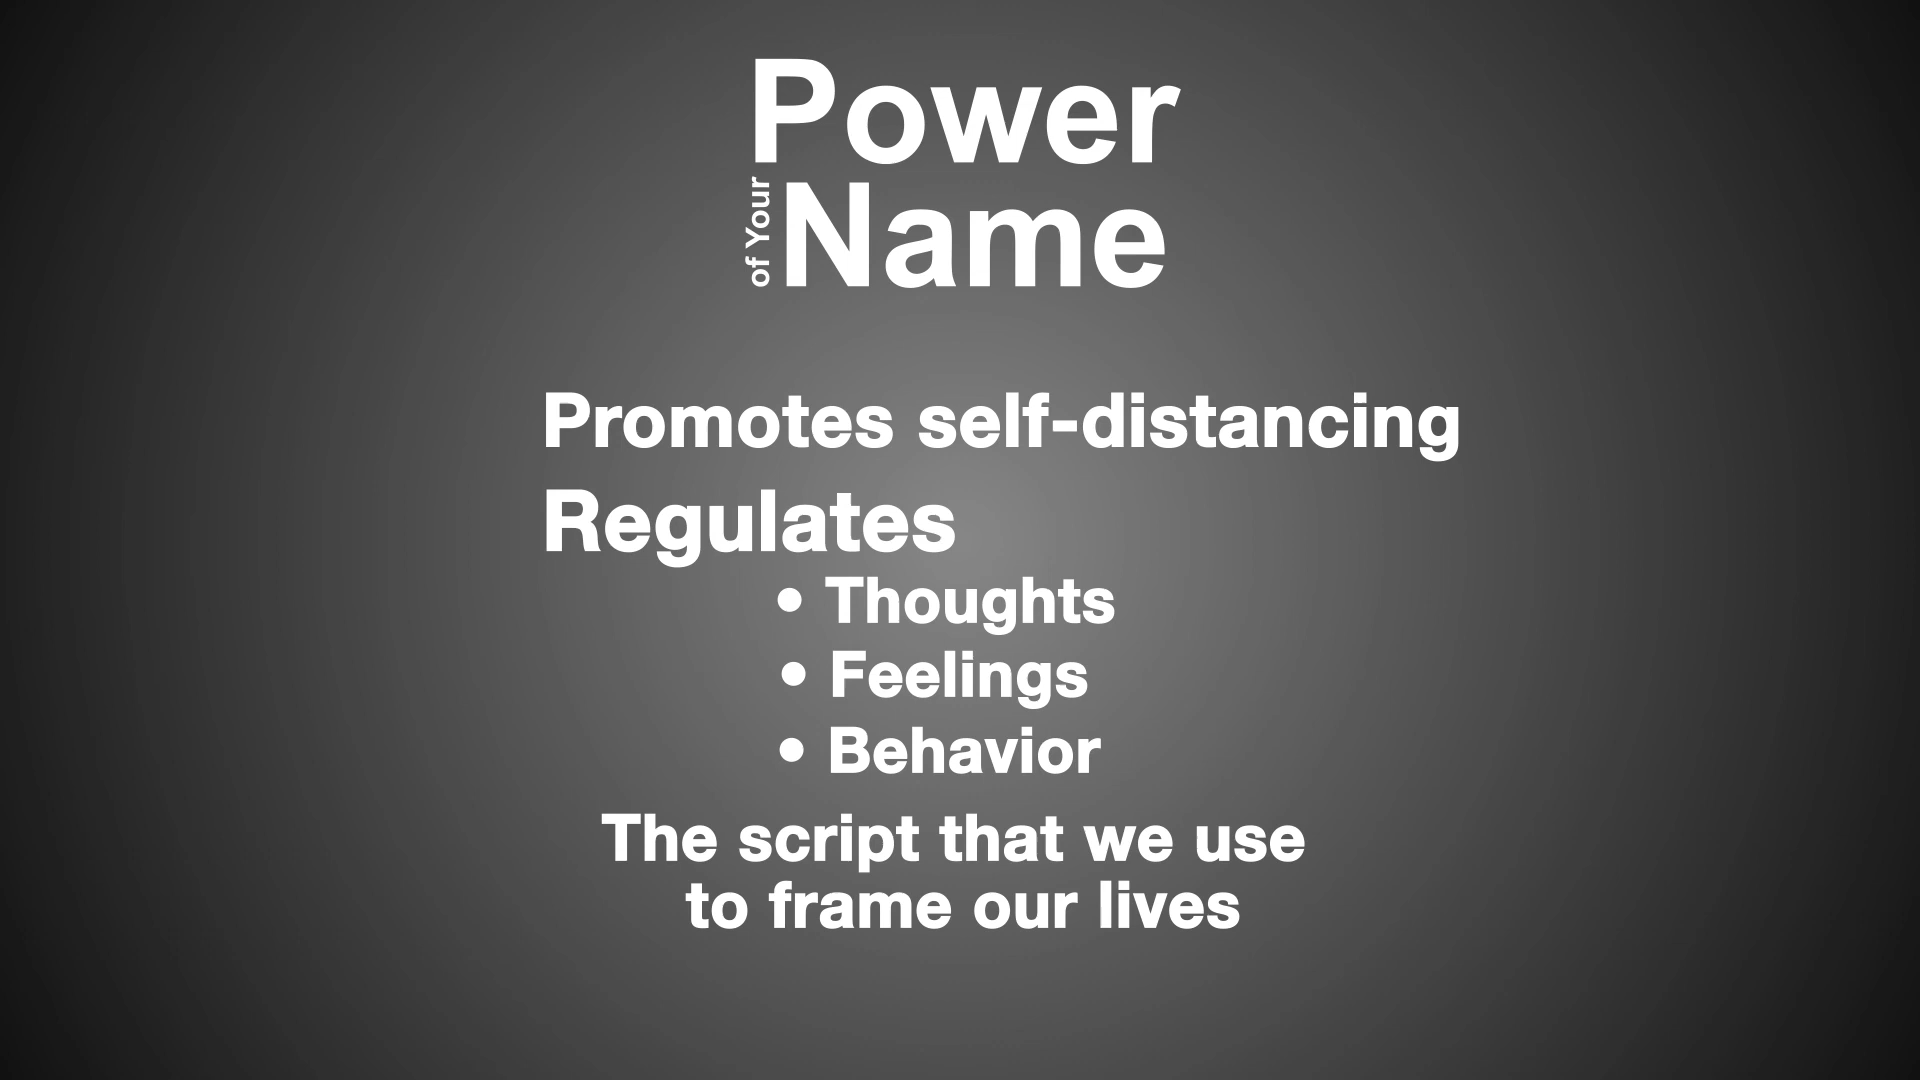 Power
of Your Name
Promotes self-distancing
Regulates
• Thoughts
• Feelings
• Behavior
The script that we use
to frame our lives